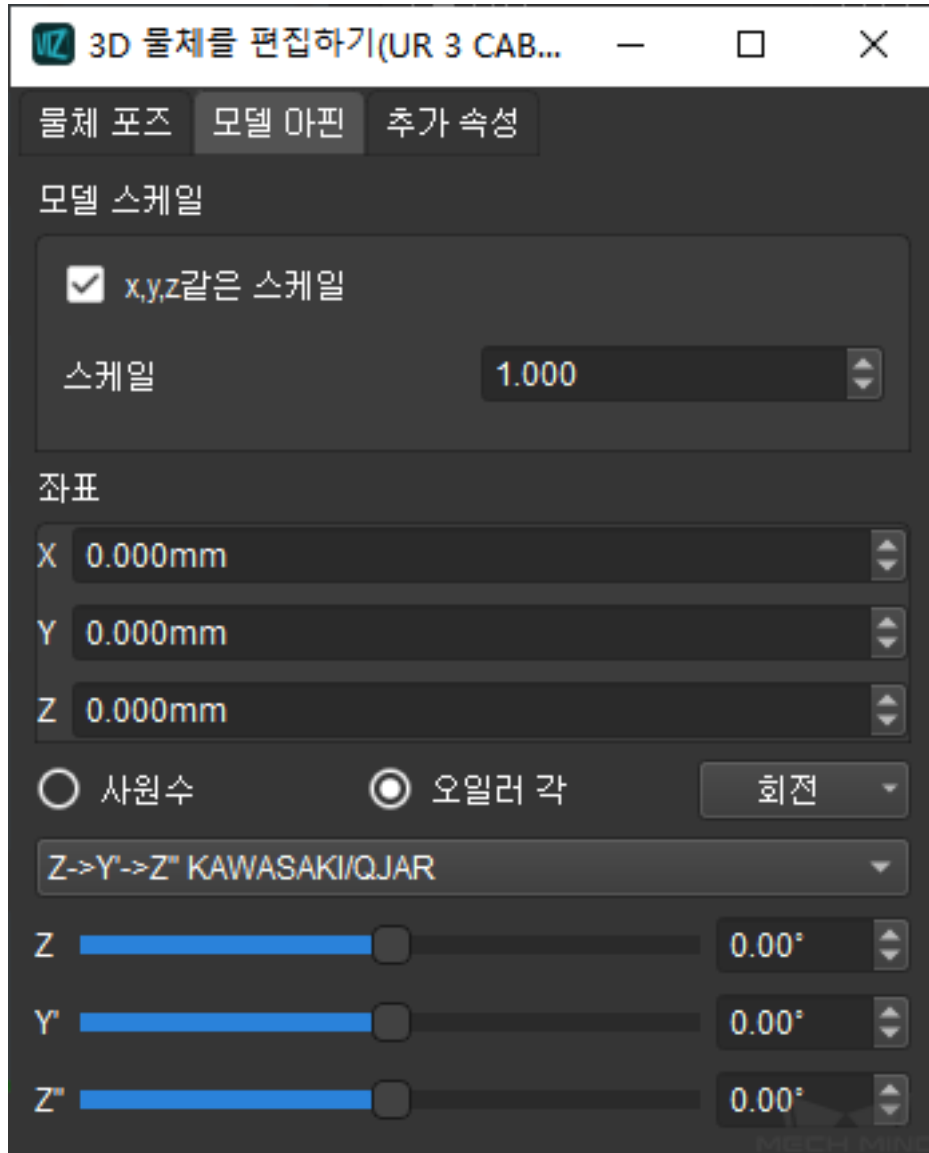 VIZ 3D 물체를 편집하기(UR 3 CAB...
물체 포즈 모델 아핀 추가 속성
모델 스케일
x,y,z같은 스케일
스케일 1.000
좌표
X 0.000mm
Y 0.000mm
Z 0.000mm
사원수 오일러 각 회전
Z->Y'->Z'' KAWASAKI/QJAR
Z 0.00°
Y' 0.00°
Z'' 0.00°
MECH MIND